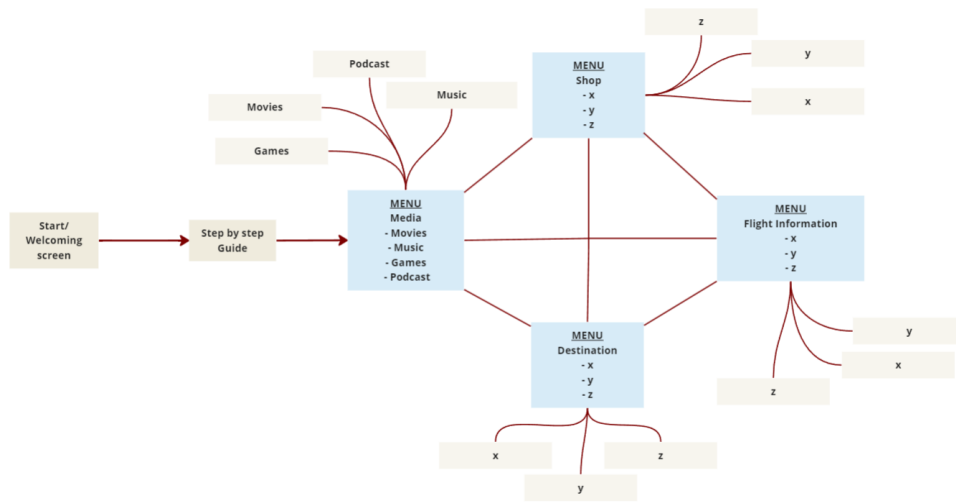 Start/
Welcoming
screen
Step by step
Guide
Podcast
Movies
Music
Games
MENU
Media
- Movies
- Music
- Games
- Podcast
MENU
Shop
- x
- y
- z
z
y
x
MENU
Flight Information
- x
- y
- z
y
x
z
MENU
Destination
- x
- y
- z
x
z
y